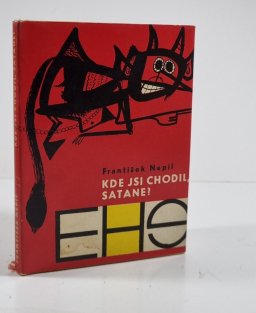 František Nepil
KDE JSI CHODIL,
SATANE?
EHS